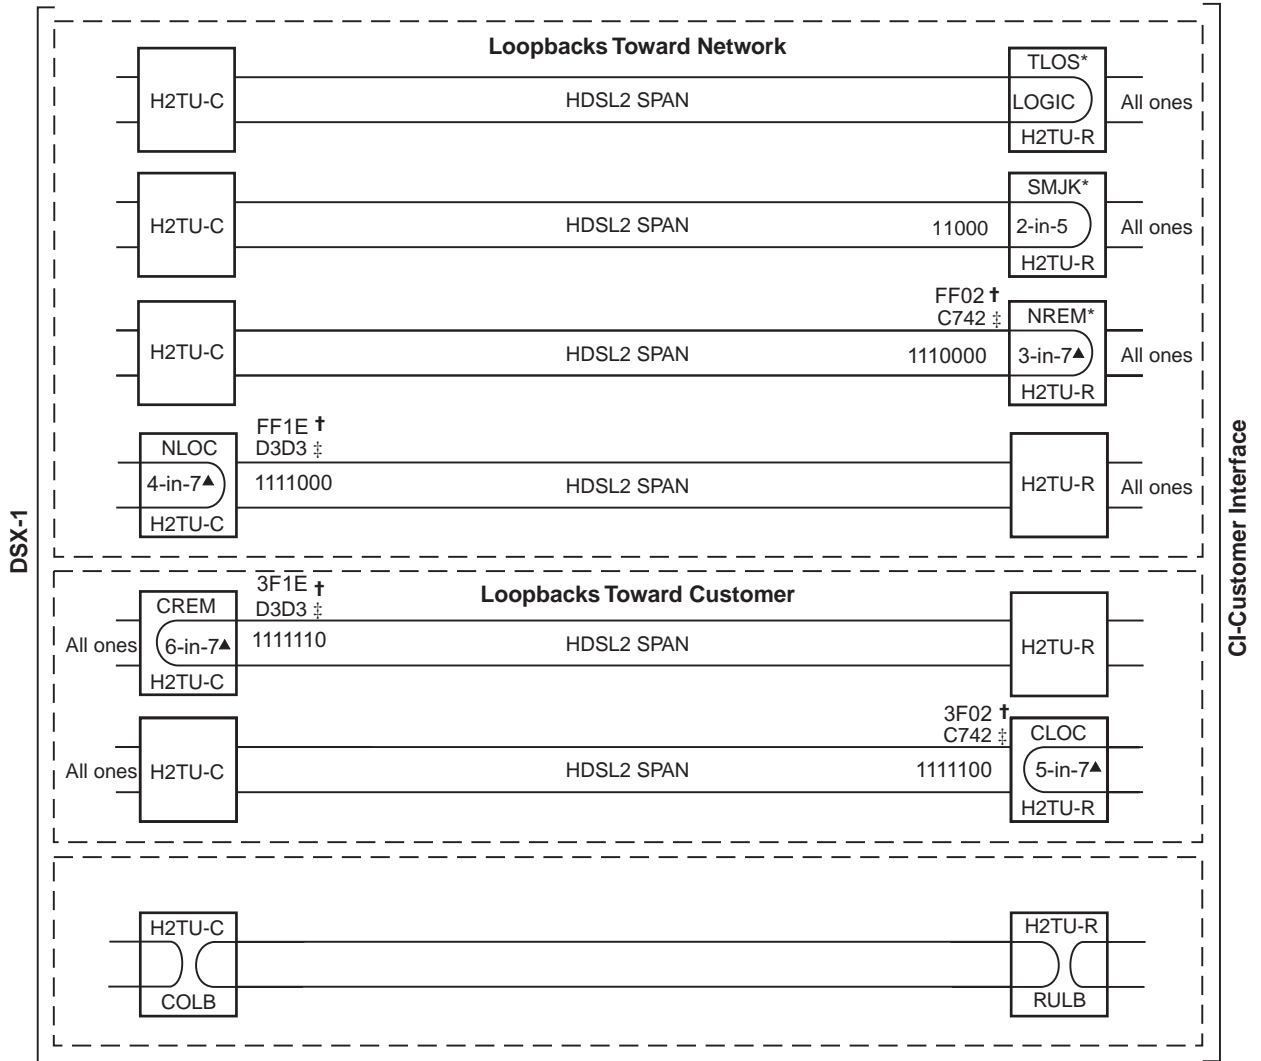 Loopbacks Toward Network
TLOS*
H2TU-C
HDSL2 SPAN
LOGIC
All ones
H2TU-R
SMJK*
H2TU-C
HDSL2 SPAN
11000
2-in-5
All ones
H2TU-R
FF02 †
C742 ‡
NREM*
H2TU-C
HDSL2 SPAN
1110000
3-in-7▲
All ones
H2TU-R
FF1E †
D3D3 ‡
NLOC
4-in-7▲
1111000
HDSL2 SPAN
H2TU-R
All ones
H2TU-C
DSX-1
CI-Customer Interface
Loopbacks Toward Customer
3F1E †
D3D3 ‡
CREM
All ones
6-in-7▲
1111110
HDSL2 SPAN
H2TU-R
H2TU-C
3F02 †
C742 ‡
CLOC
All ones
H2TU-C
HDSL2 SPAN
1111100
5-in-7▲
H2TU-R
H2TU-C
H2TU-R
COLB
RULB